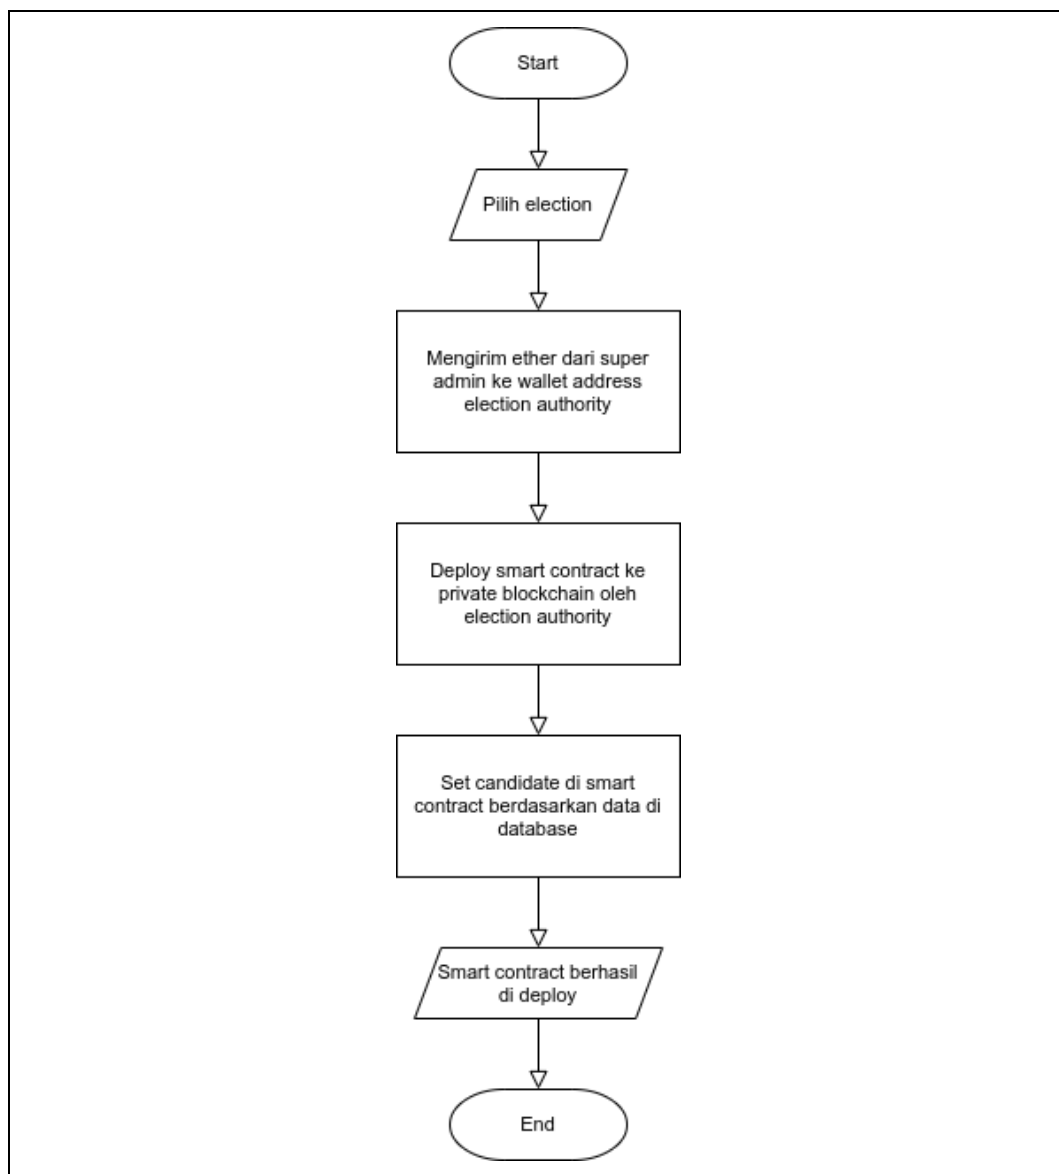 Start
Pilih election
Mengirim ether dari super
admin ke wallet address
election authority
Deploy smart contract ke
private blockchain oleh
election authority
Set candidate di smart
contract berdasarkan data di
database
Smart contract berhasil
di deploy
End